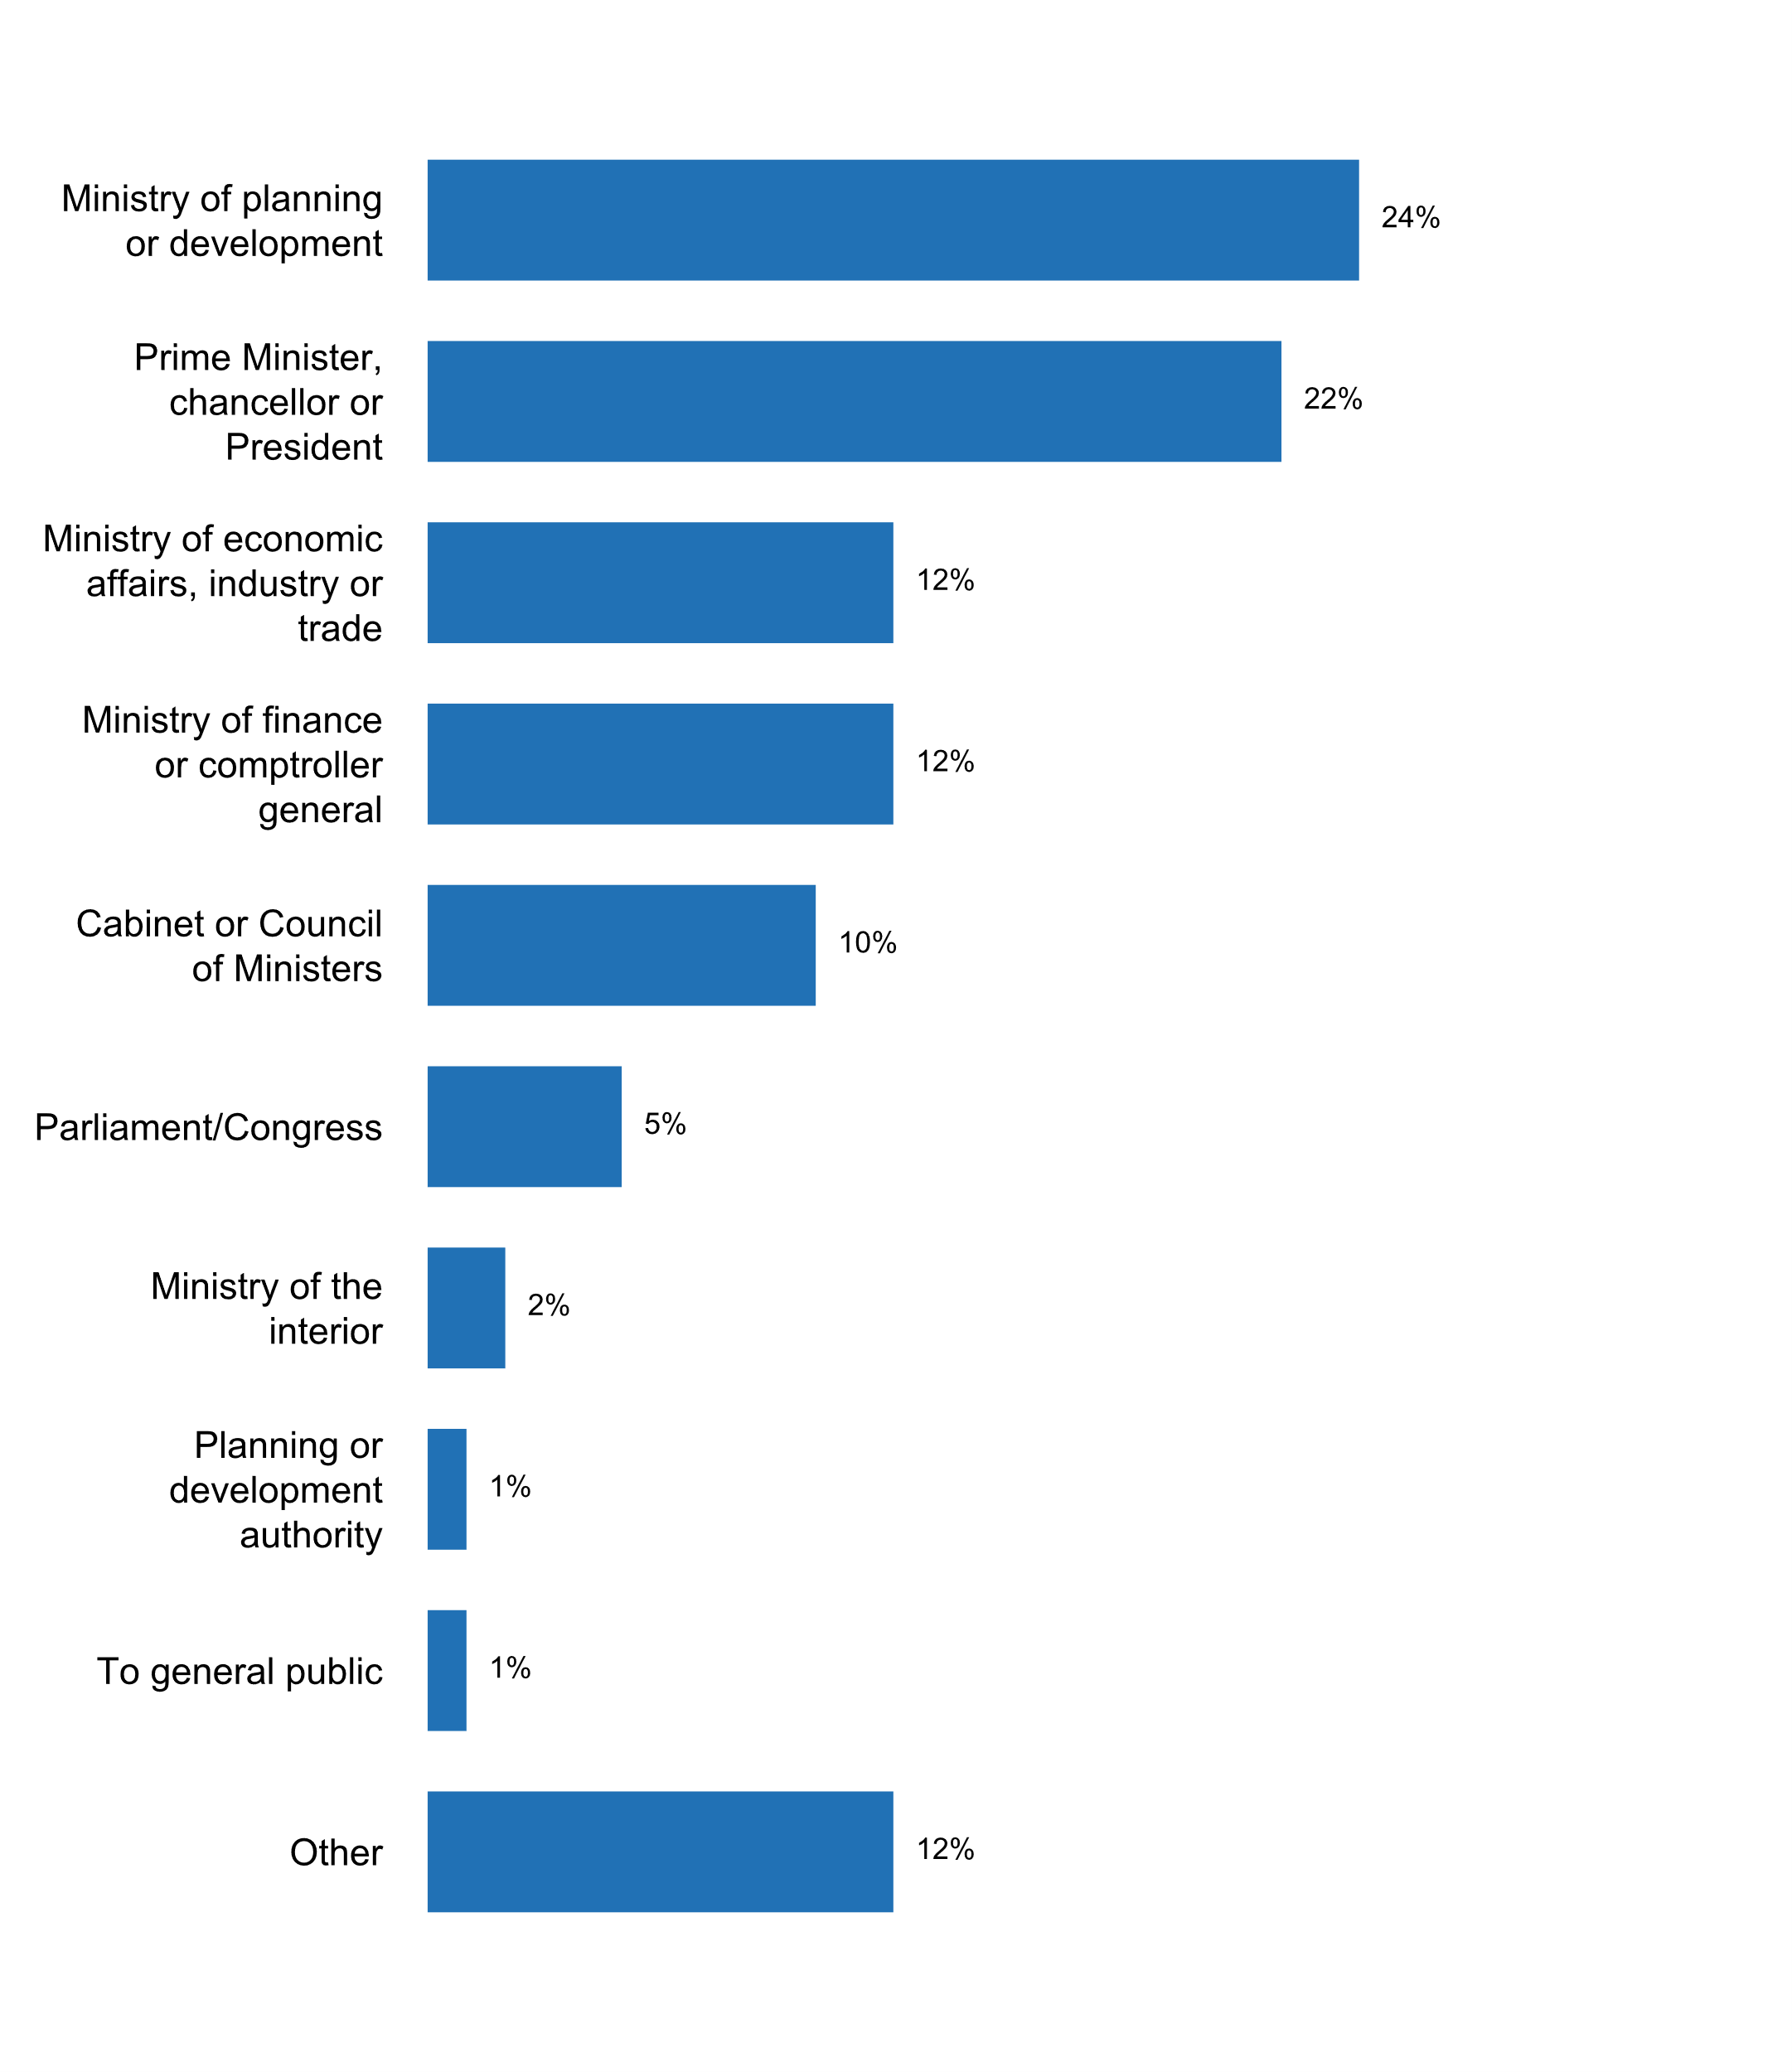 Ministry of planning
or development
24%
Prime Minister,
chancellor or
President
22%
Ministry of economic
affairs, industry or
trade
12%
Ministry of finance
or comptroller
general
12%
Cabinet or Council
of Ministers
10%
Parliament/Congress
5%
Ministry of the
interior
2%
Planning or
development
authority
1%
To general public
1%
Other
12%